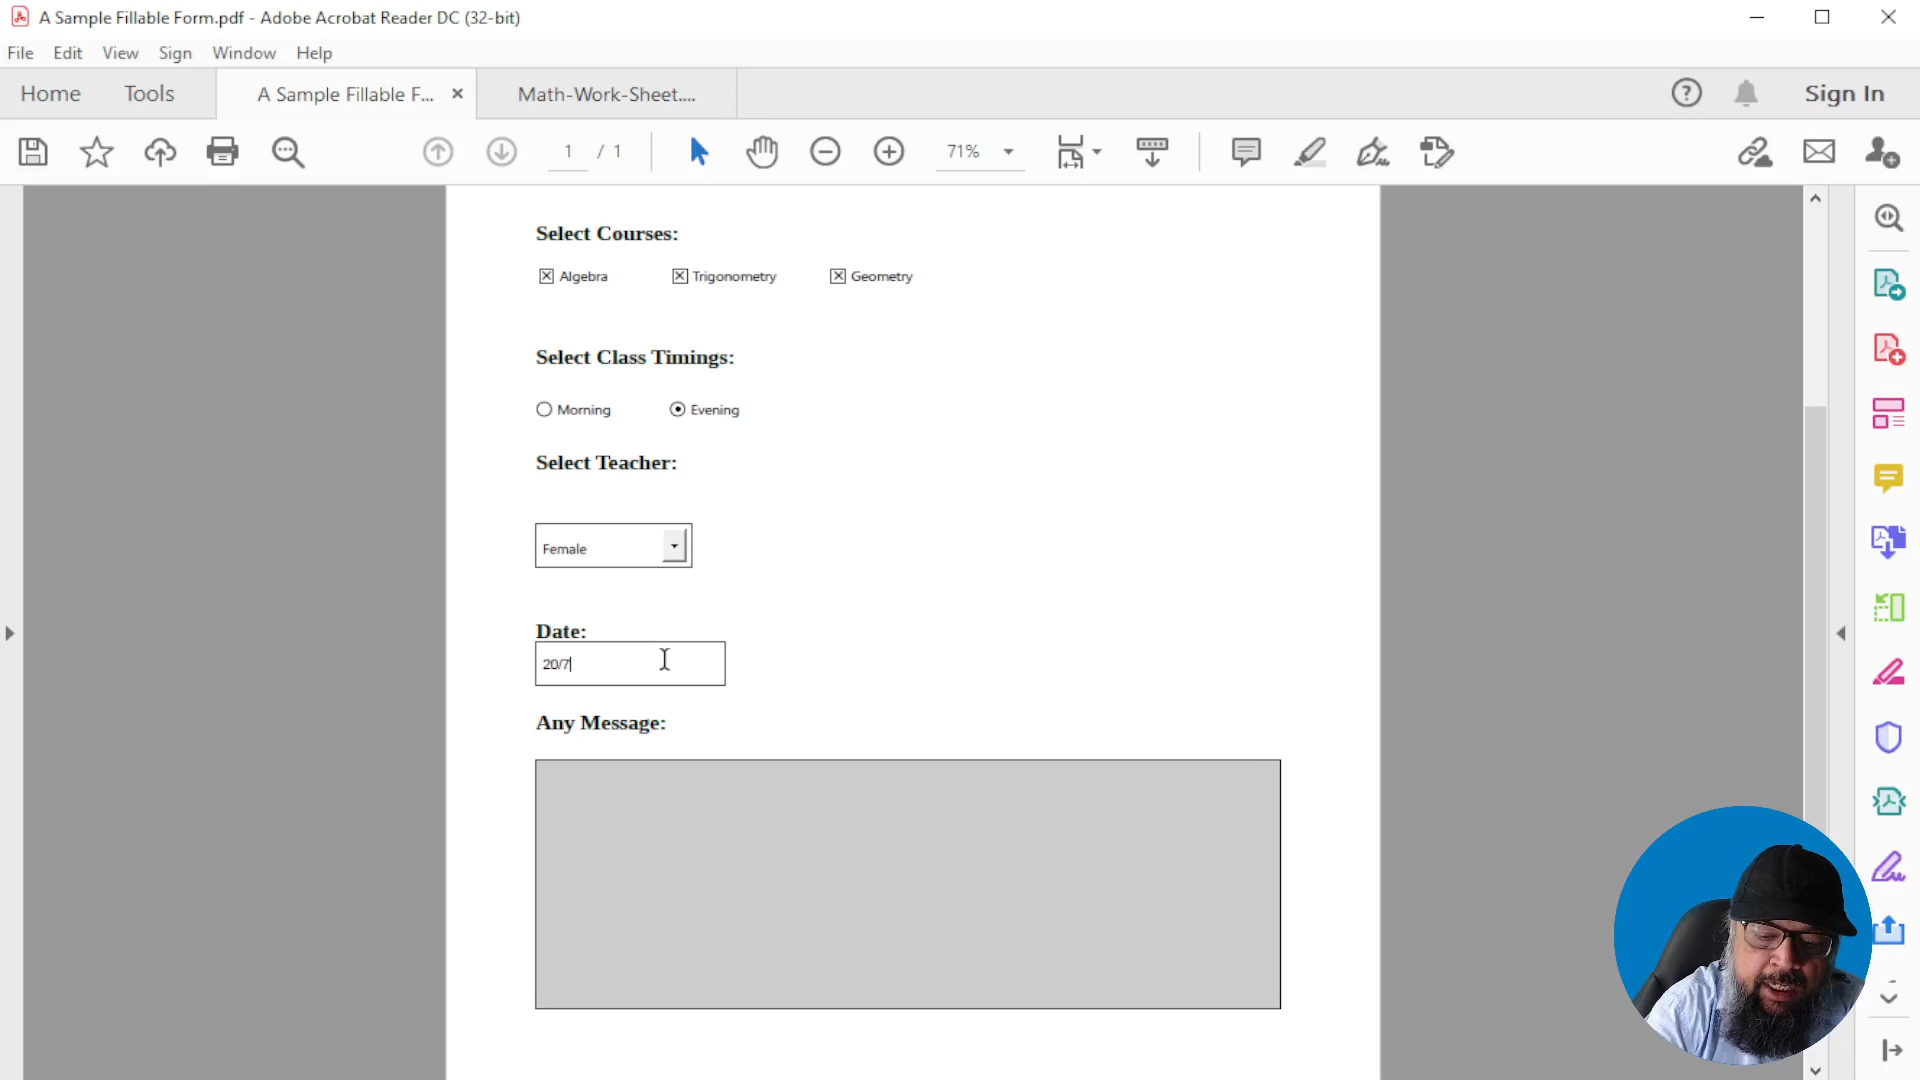 A Sample Fillable Form.pdf - Adobe Acrobat Reader DC (32-bit)
File Edit View Sign Window Help
Home Tools A Sample Fillable F... × Math-Work-Sheet.... Sign In
1 / 1 71%
Select Courses:
Algebra Trigonometry Geometry
Select Class Timings:
Morning Evening
Select Teacher:
Female
Date:
20/7
Any Message: